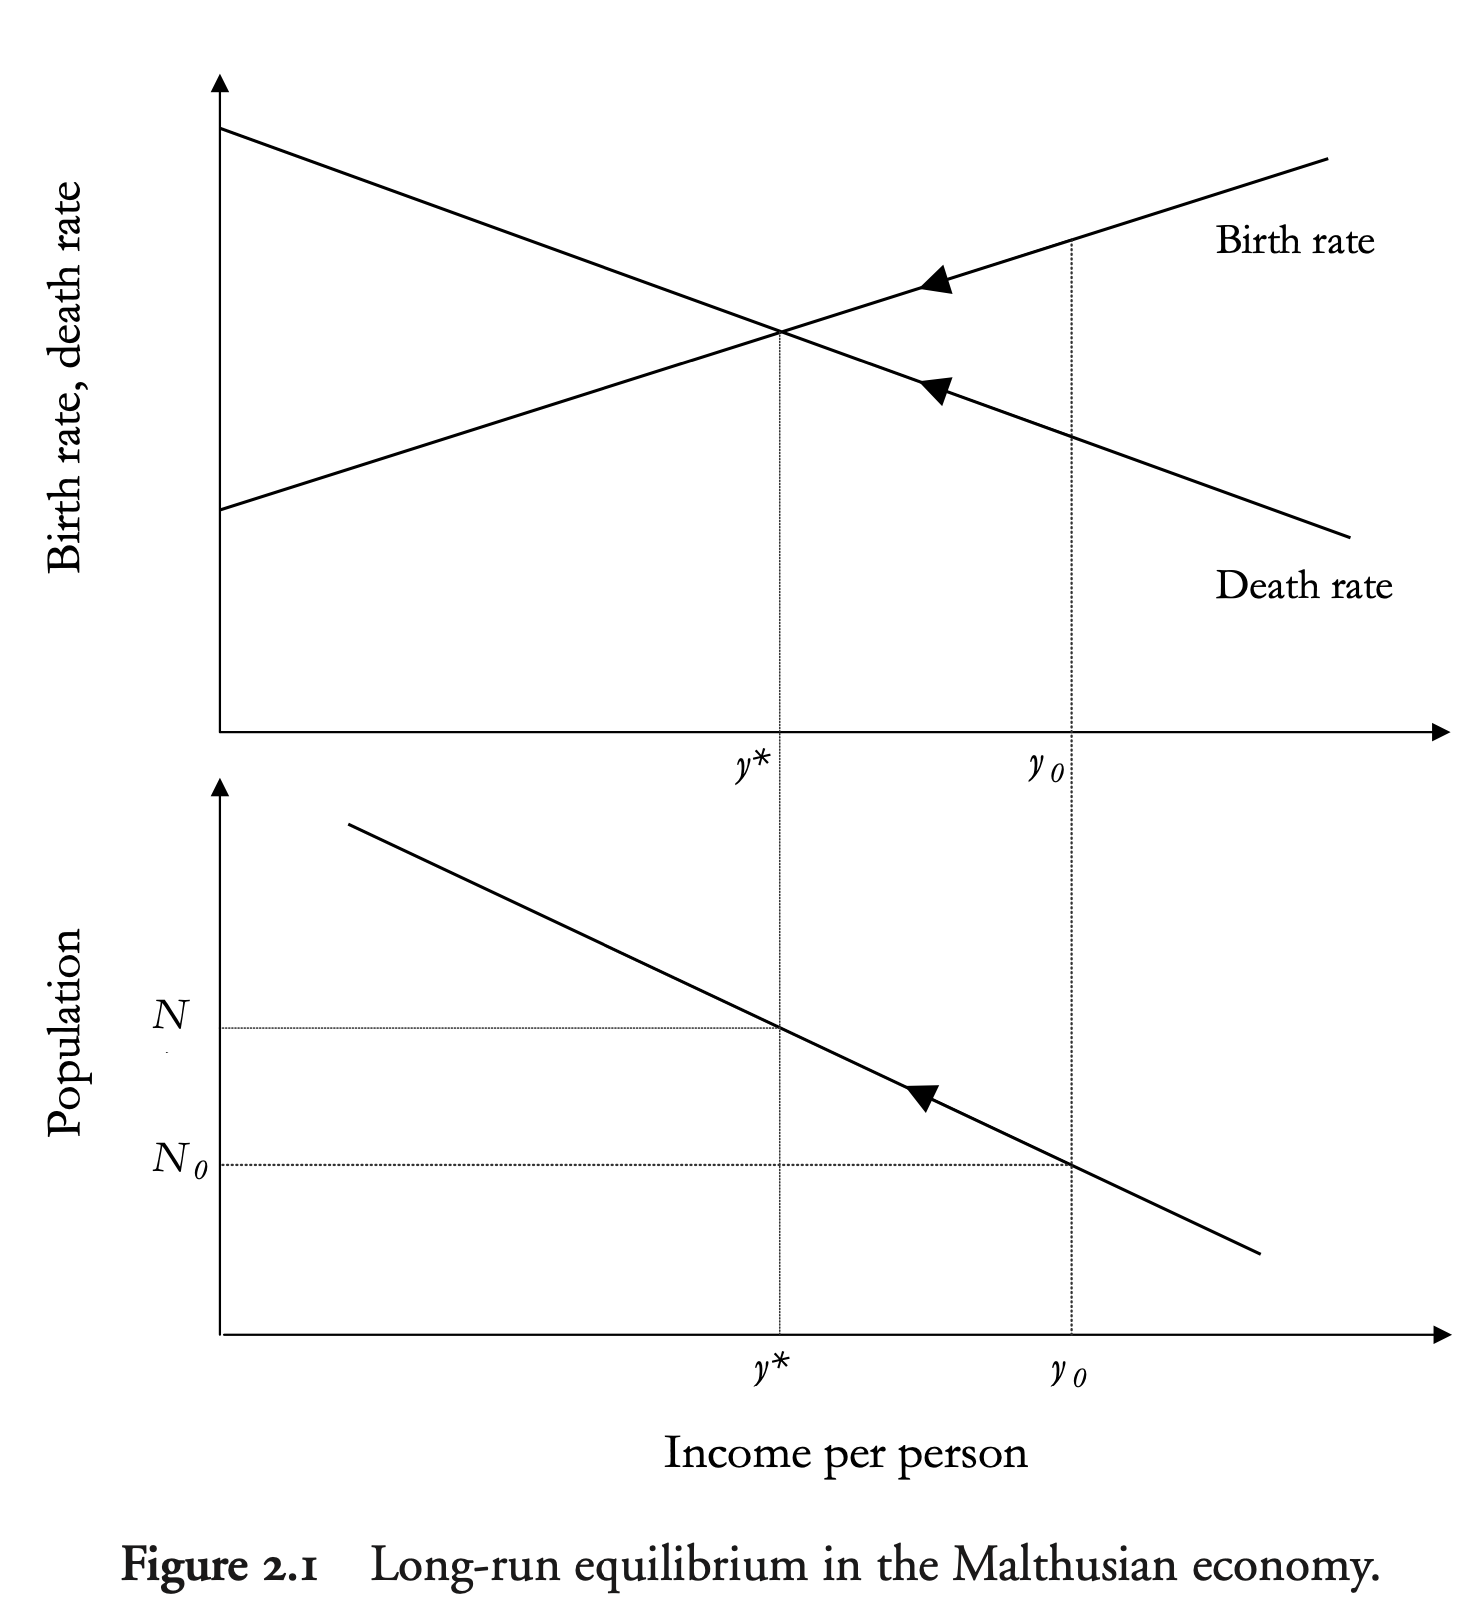 Birth rate, death rate
Birth rate
Death rate
y* y0
Population
N
N0
y* y0
Income per person
Figure 2.1 Long-run equilibrium in the Malthusian economy.